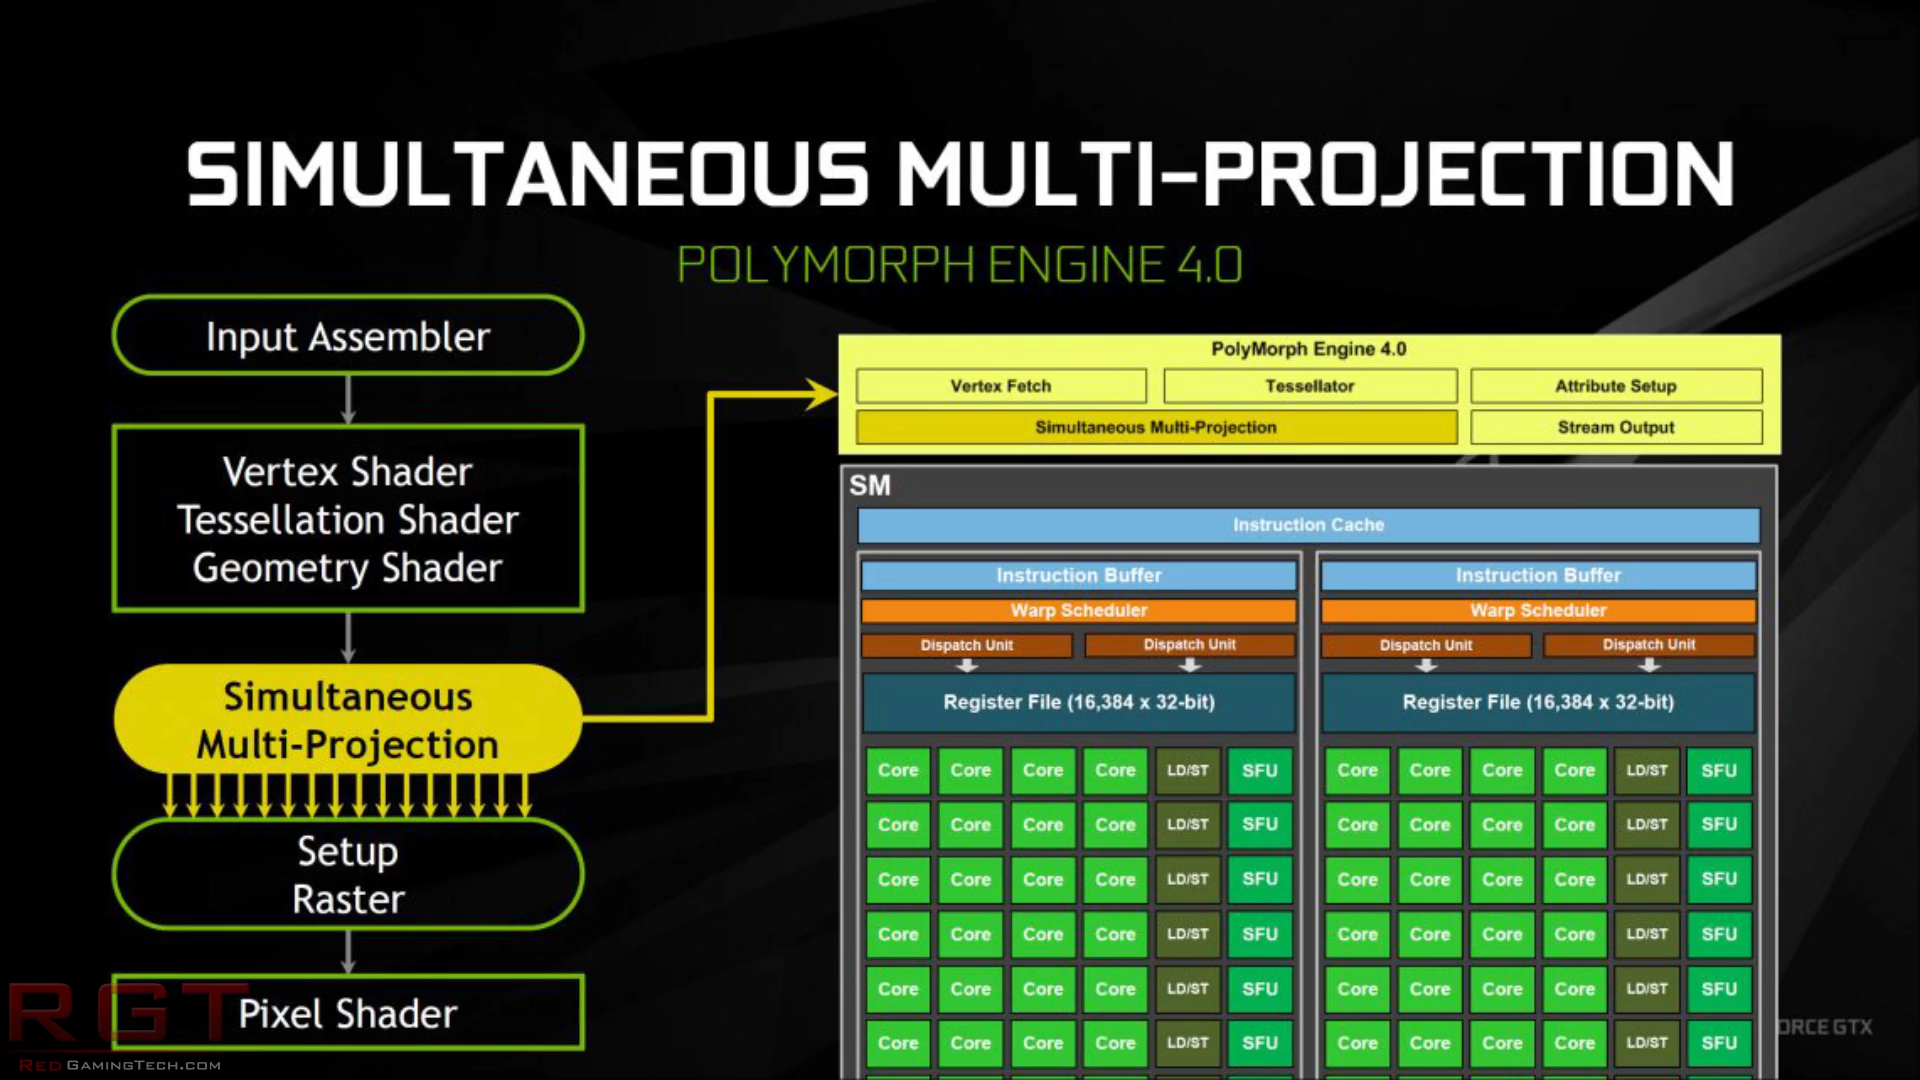 SIMULTANEOUS MULTI-PROJECTION
POLYMORPH ENGINE 4.0
Input Assembler
Vertex Shader
Tessellation Shader
Geometry Shader
Simultaneous
Multi-Projection
Setup
Raster
Pixel Shader
PolyMorph Engine 4.0
Vertex Fetch Tessellator Attribute Setup
Simultaneous Multi-Projection Stream Output
SM
Instruction Cache
Instruction Buffer Instruction Buffer
Warp Scheduler Warp Scheduler
Dispatch Unit Dispatch Unit Dispatch Unit Dispatch Unit
Register File (16,384 x 32-bit) Register File (16,384 x 32-bit)
Core Core Core Core LD/ST SFU Core Core Core Core LD/ST SFU
Core Core Core Core LD/ST SFU Core Core Core Core LD/ST SFU
Core Core Core Core LD/ST SFU Core Core Core Core LD/ST SFU
Core Core Core Core LD/ST SFU Core Core Core Core LD/ST SFU
Core Core Core Core LD/ST SFU Core Core Core Core LD/ST SFU
Core Core Core Core LD/ST SFU Core Core Core Core LD/ST SFU
ORCE GTX
RGT
REDGAMINGTECH.COM